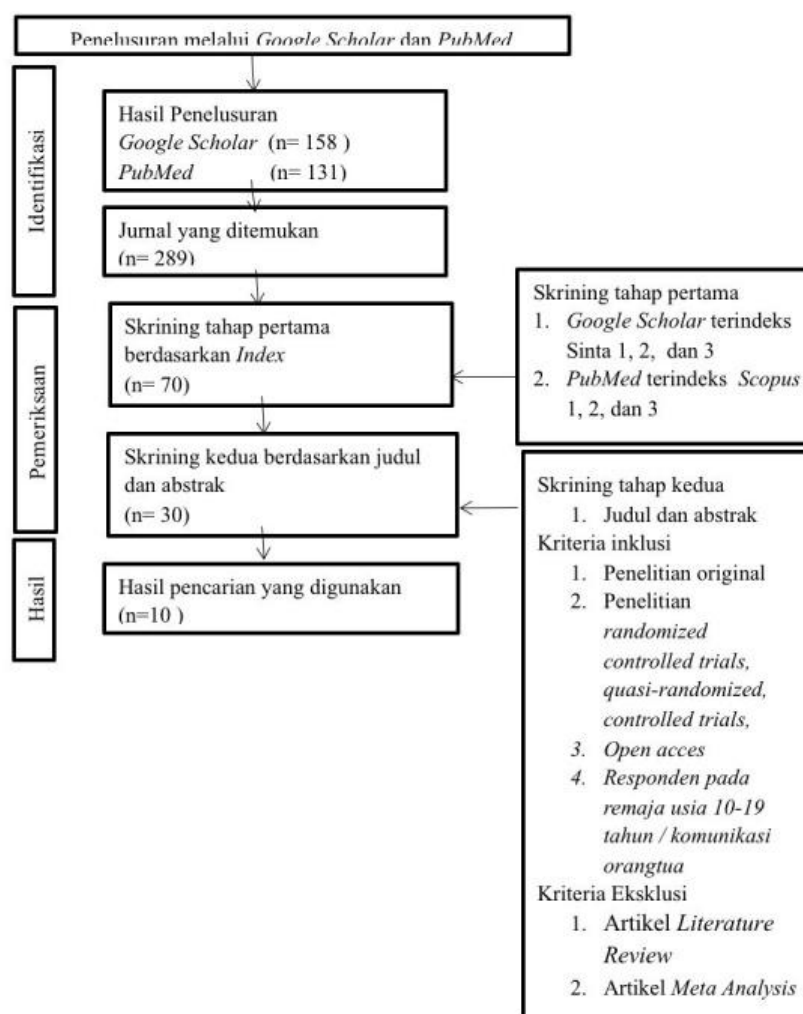 Penelusuran melalui Google Scholar dan PubMed
Identifikasi
Hasil Penelusuran
Google Scholar (n= 158 )
PubMed (n= 131)
Jurnal yang ditemukan
(n= 289)
Pemeriksaan
Skrining tahap pertama
berdasarkan Index
(n= 70)
Skrining tahap pertama
1. Google Scholar terindeks
Sinta 1, 2, dan 3
2. PubMed terindeks Scopus
1, 2, dan 3
Skrining kedua berdasarkan judul
dan abstrak
(n= 30)
Skrining tahap kedua
1. Judul dan abstrak
Kriteria inklusi
1. Penelitian original
2. Penelitian
randomized
controlled trials,
quasi-randomized,
controlled trials,
3. Open acces
4. Responden pada
remaja usia 10-19
tahun / komunikasi
orangtua
Kriteria Eksklusi
1. Artikel Literature
Review
2. Artikel Meta Analysis
Hasil
Hasil pencarian yang digunakan
(n=10 )